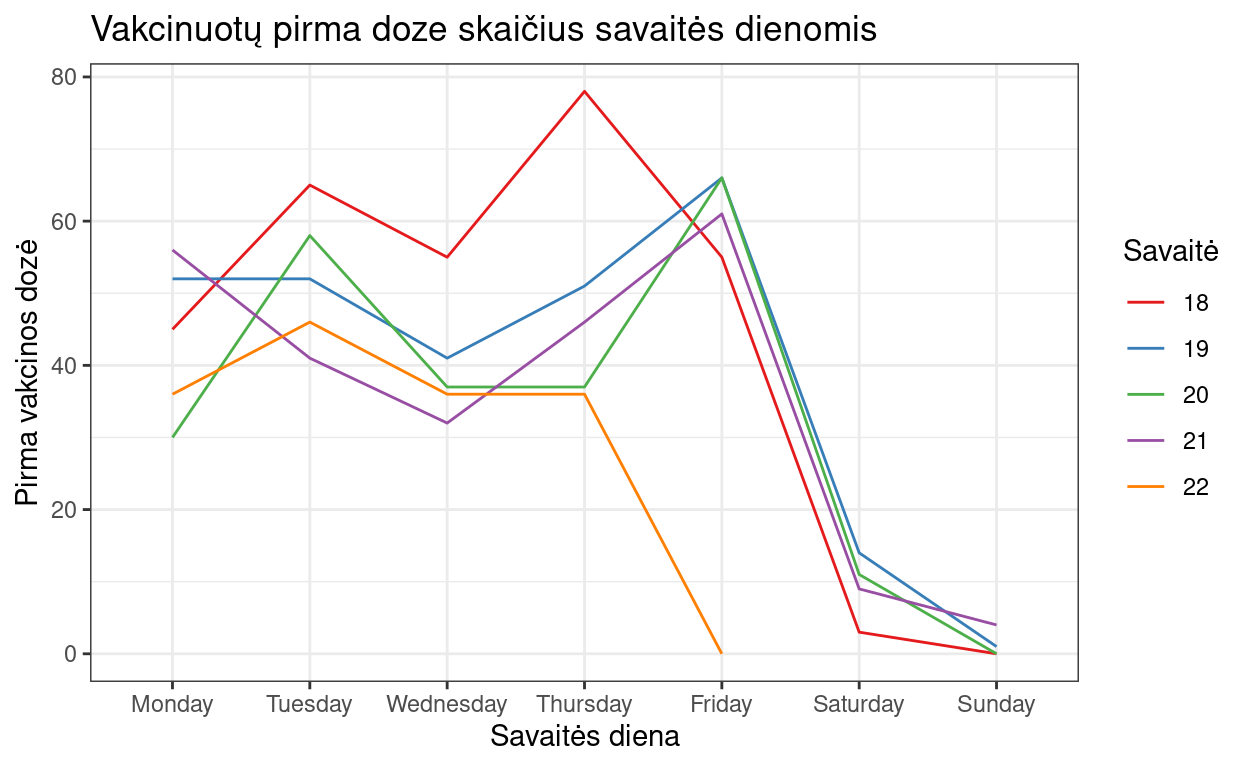 Vakcinuotų pirma doze skaičius savaitės dienomis
Pirma vakcinos dozė
80
60
40
20
0
Monday Tuesday Wednesday Thursday Friday Saturday Sunday
Savaitės diena
Savaitė
18
19
20
21
22